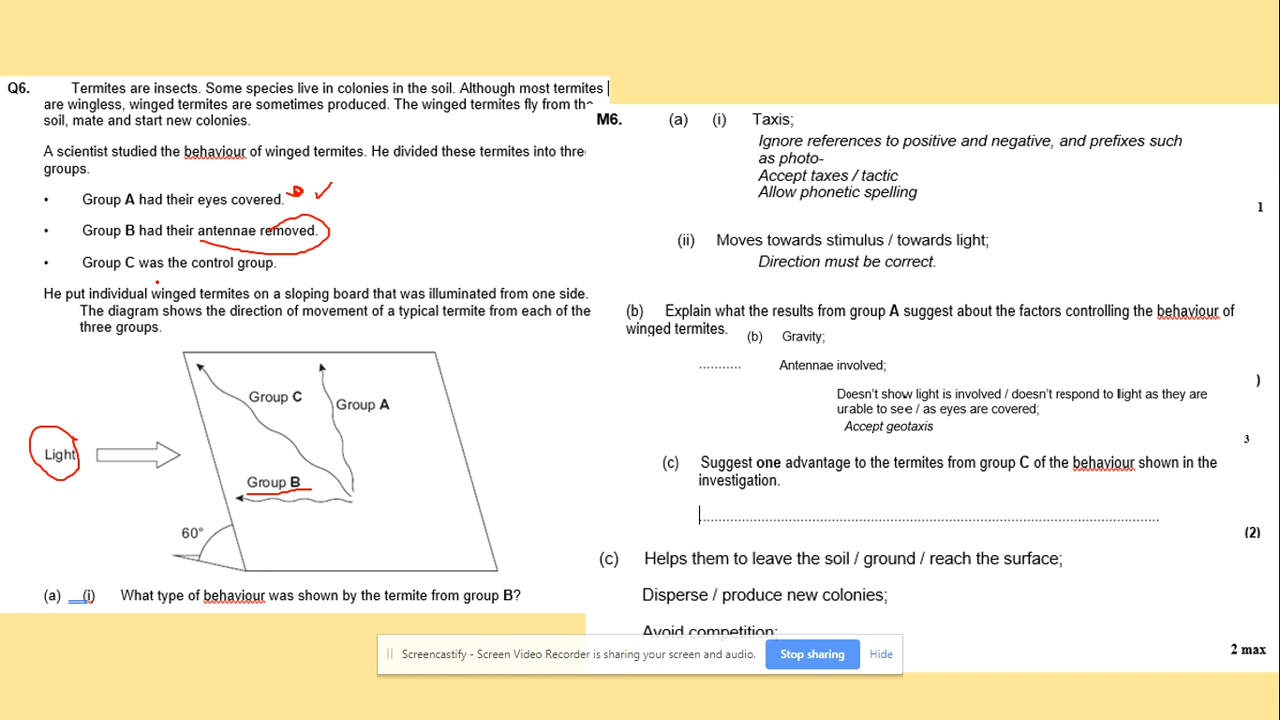 Q6. Termites are insects. Some species live in colonies in the soil. Although most termites
are wingless, winged termites are sometimes produced. The winged termites fly from the
soil, mate and start new colonies.
A scientist studied the behaviour of winged termites. He divided these termites into thre
groups.
• Group A had their eyes covered.
• Group B had their antennae removed.
• Group C was the control group.
He put individual winged termites on a sloping board that was illuminated from one side.
The diagram shows the direction of movement of a typical termite from each of the
three groups.
Group C
Group A
Light
Group B
60°
(a) (i) What type of behaviour was shown by the termite from group B?
M6. (a) (i) Taxis;
Ignore references to positive and negative, and prefixes such
as photo-
Accept taxes / tactic
Allow phonetic spelling
1
(ii) Moves towards stimulus / towards light;
Direction must be correct.
(b) Explain what the results from group A suggest about the factors controlling the behaviour of
winged termites.
(b) Gravity;
........... Antennae involved;
)
Doesn't show light is involved / doesn't respond to light as they are
unable to see / as eyes are covered;
Accept geotaxis
3
(c) Suggest one advantage to the termites from group C of the behaviour shown in the
investigation.
(2)
(c) Helps them to leave the soil / ground / reach the surface;
Disperse / produce new colonies;
Avoid competition;
2 max
Screencastify - Screen Video Recorder is sharing your screen and audio. Stop sharing Hide